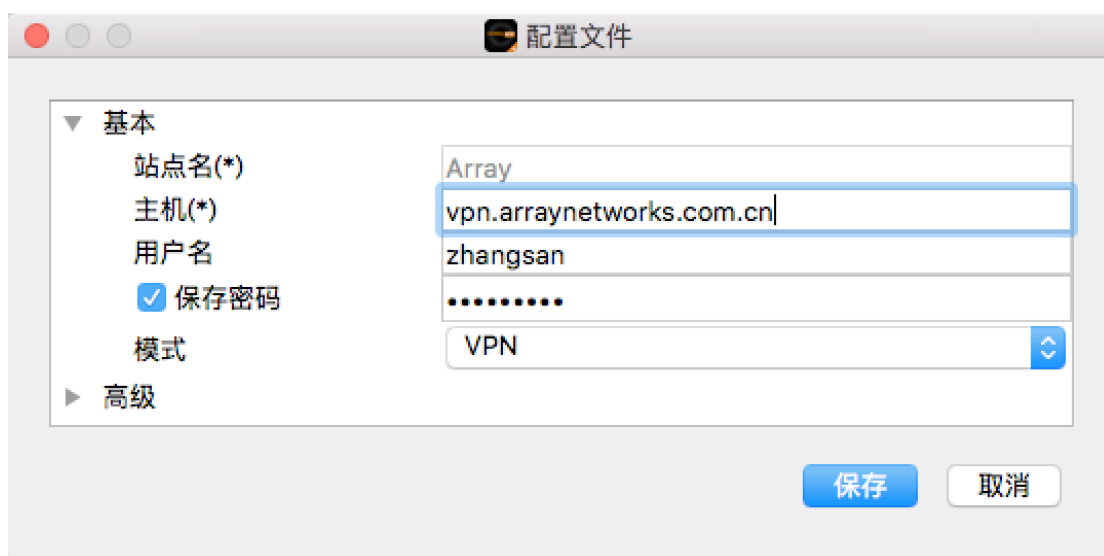 配置文件
基本
站点名(*) Array
主机(*) vpn.arraynetworks.com.cn
用户名 zhangsan
保存密码 •••••••••
模式 VPN
高级
保存 取消